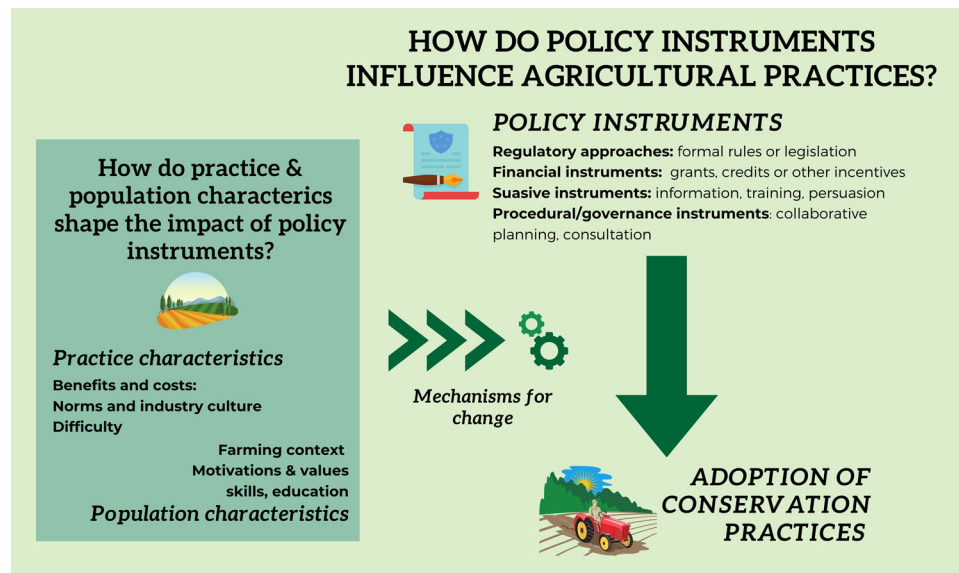 HOW DO POLICY INSTRUMENTS
INFLUENCE AGRICULTURAL PRACTICES?
POLICY INSTRUMENTS
Regulatory approaches: formal rules or legislation
Financial instruments: grants, credits or other incentives
Suasive instruments: information, training, persuasion
Procedural/governance instruments: collaborative
planning, consultation
How do practice &
population characterics
shape the impact of policy
instruments?
Practice characteristics
Benefits and costs:
Norms and industry culture
Difficulty
Farming context
Motivations & values
skills, education
Population characteristics
Mechanisms for
change
ADOPTION OF
CONSERVATION
PRACTICES